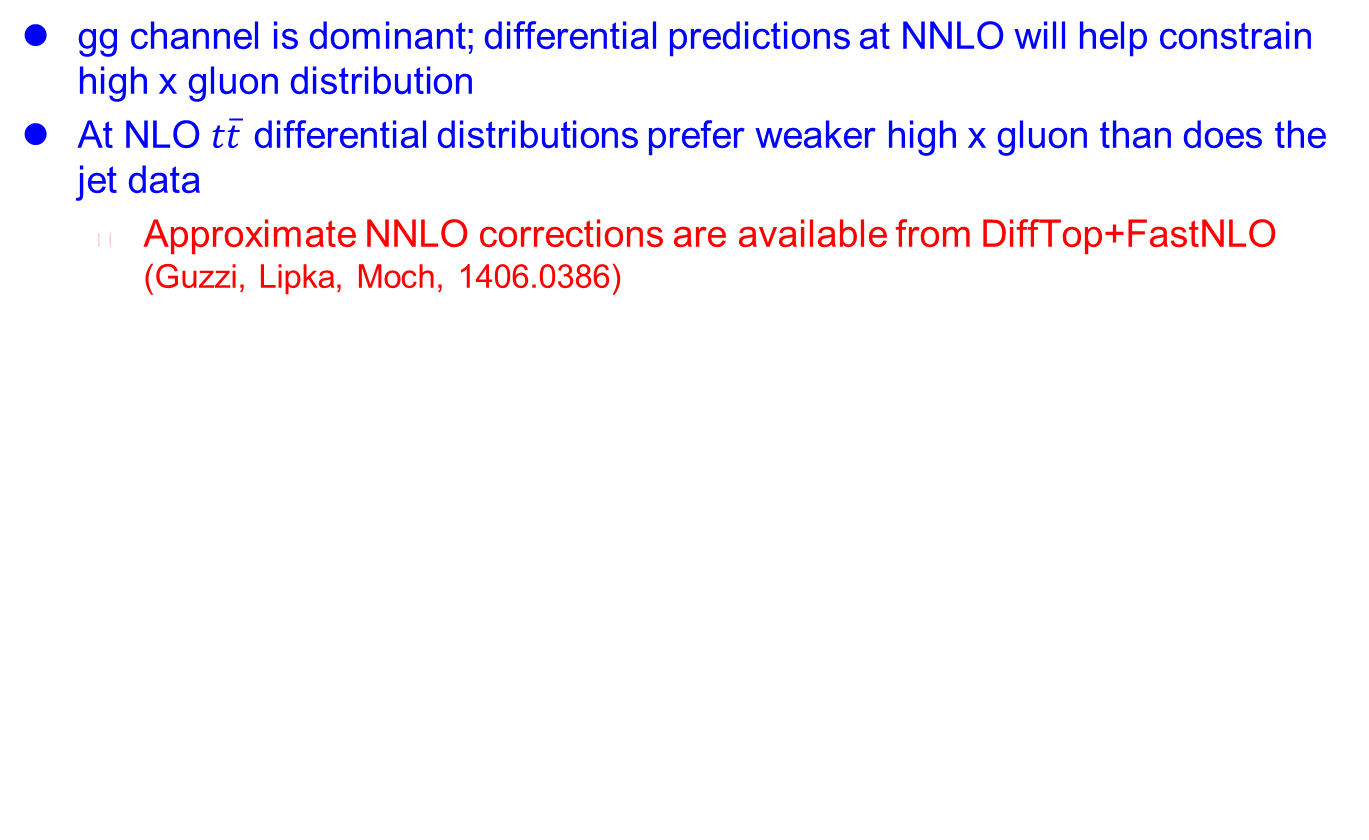 ● gg channel is dominant; differential predictions at NNLO will help constrain
high x gluon distribution
● At NLO 𝑡𝑡̄ differential distributions prefer weaker high x gluon than does the
jet data
Approximate NNLO corrections are available from DiffTop+FastNLO
(Guzzi, Lipka, Moch, 1406.0386)